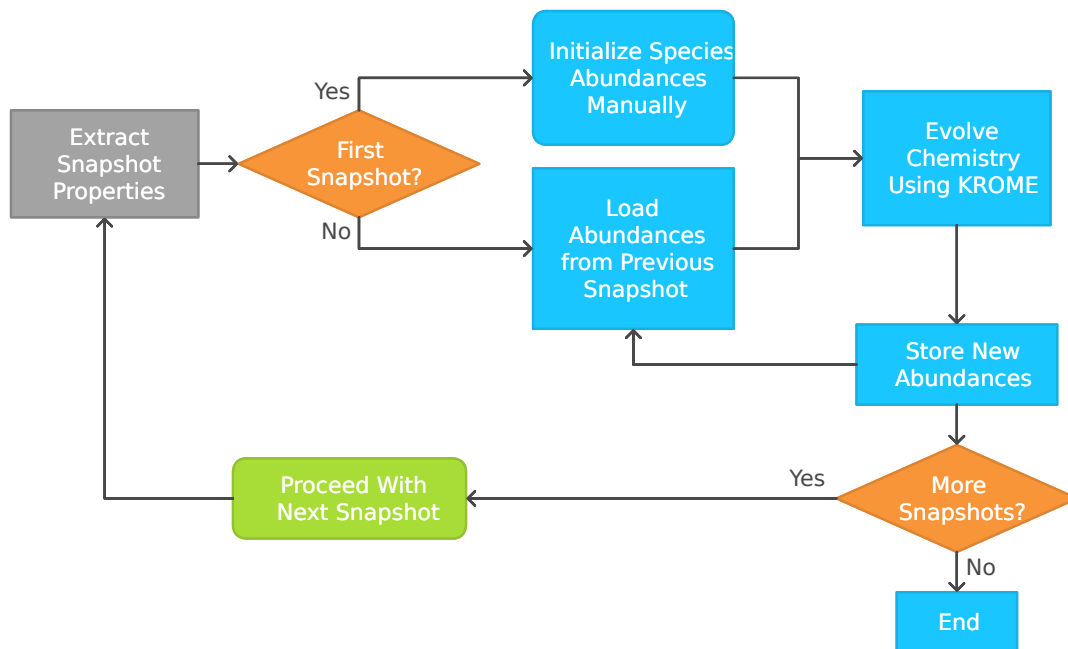 Extract
Snapshot
Properties
First
Snapshot?
Yes
No
Initialize Species
Abundances
Manually
Load
Abundances
from Previous
Snapshot
Evolve
Chemistry
Using KROME
Store New
Abundances
More
Snapshots?
Yes
No
Proceed With
Next Snapshot
End